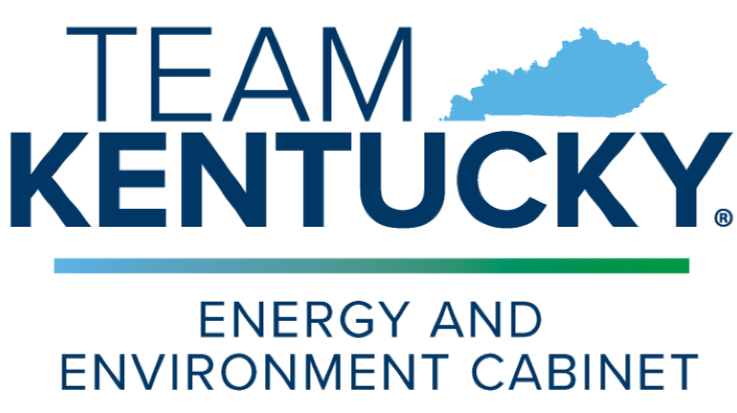 TEAM
KENTUCKY®
ENERGY AND
ENVIRONMENT CABINET